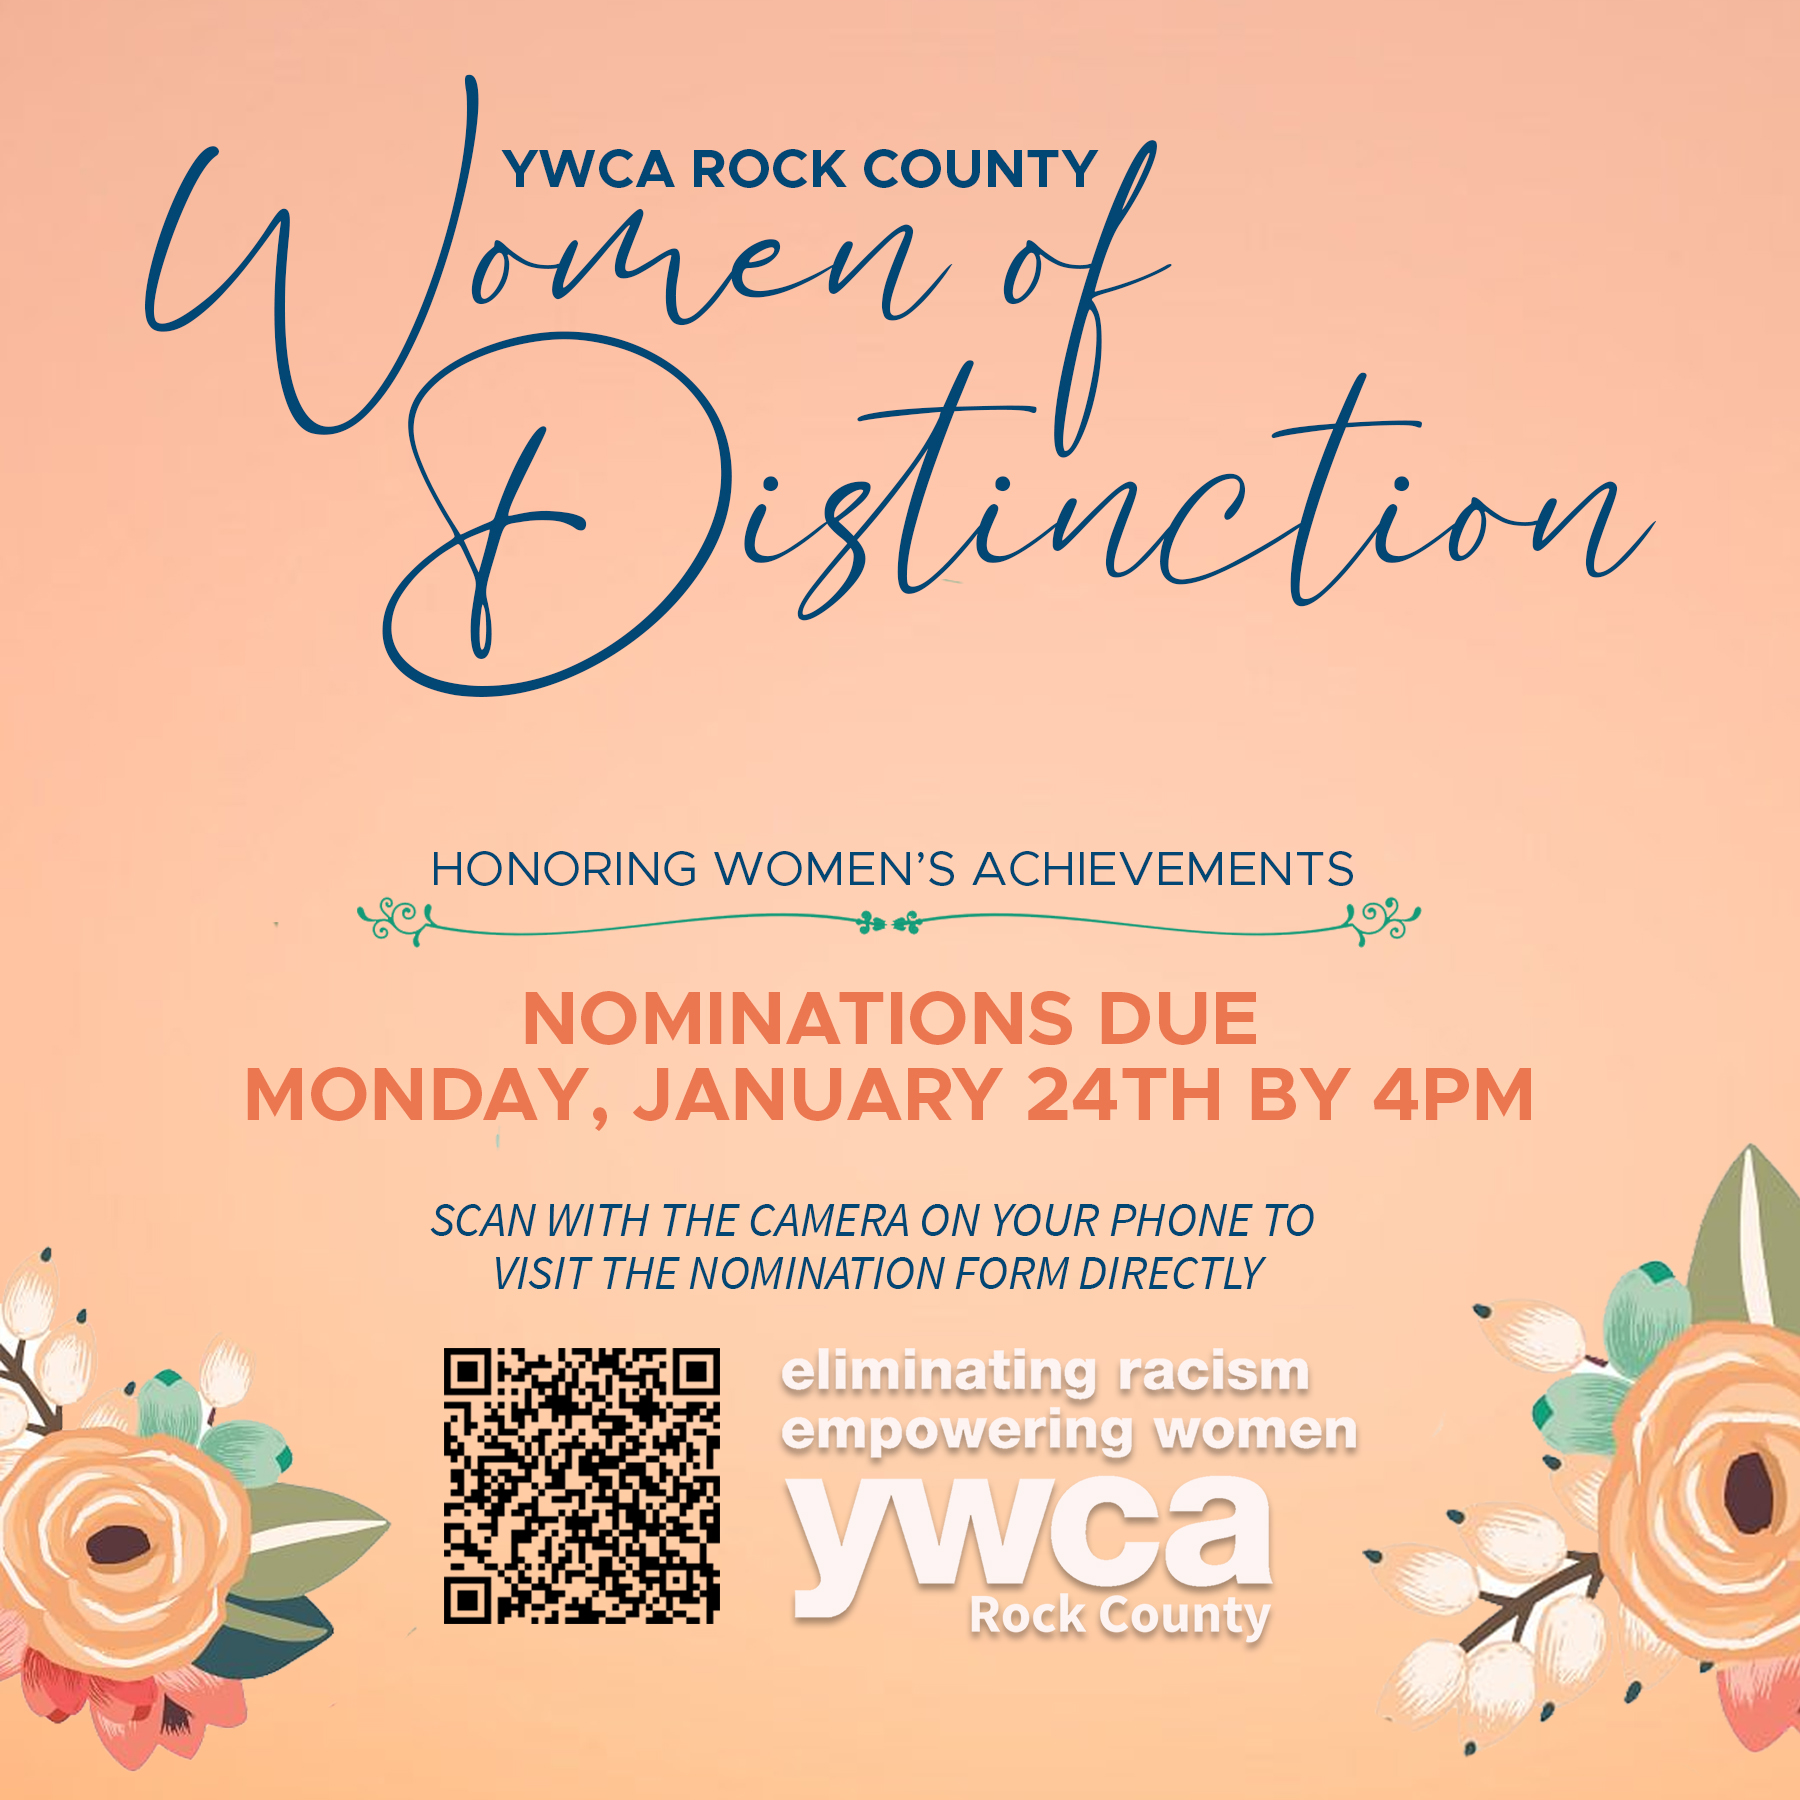 YWCA ROCK COUNTY
Women of
Distinction
HONORING WOMEN’S ACHIEVEMENTS
NOMINATIONS DUE
MONDAY, JANUARY 24TH BY 4PM
SCAN WITH THE CAMERA ON YOUR PHONE TO
VISIT THE NOMINATION FORM DIRECTLY
eliminating racism
empowering women
ywca
Rock County